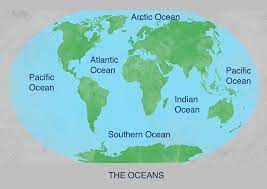 Arctic Ocean
Atlantic
Ocean
Pacific
Ocean
Pacific
Ocean
Indian
Ocean
Southern Ocean
THE OCEANS